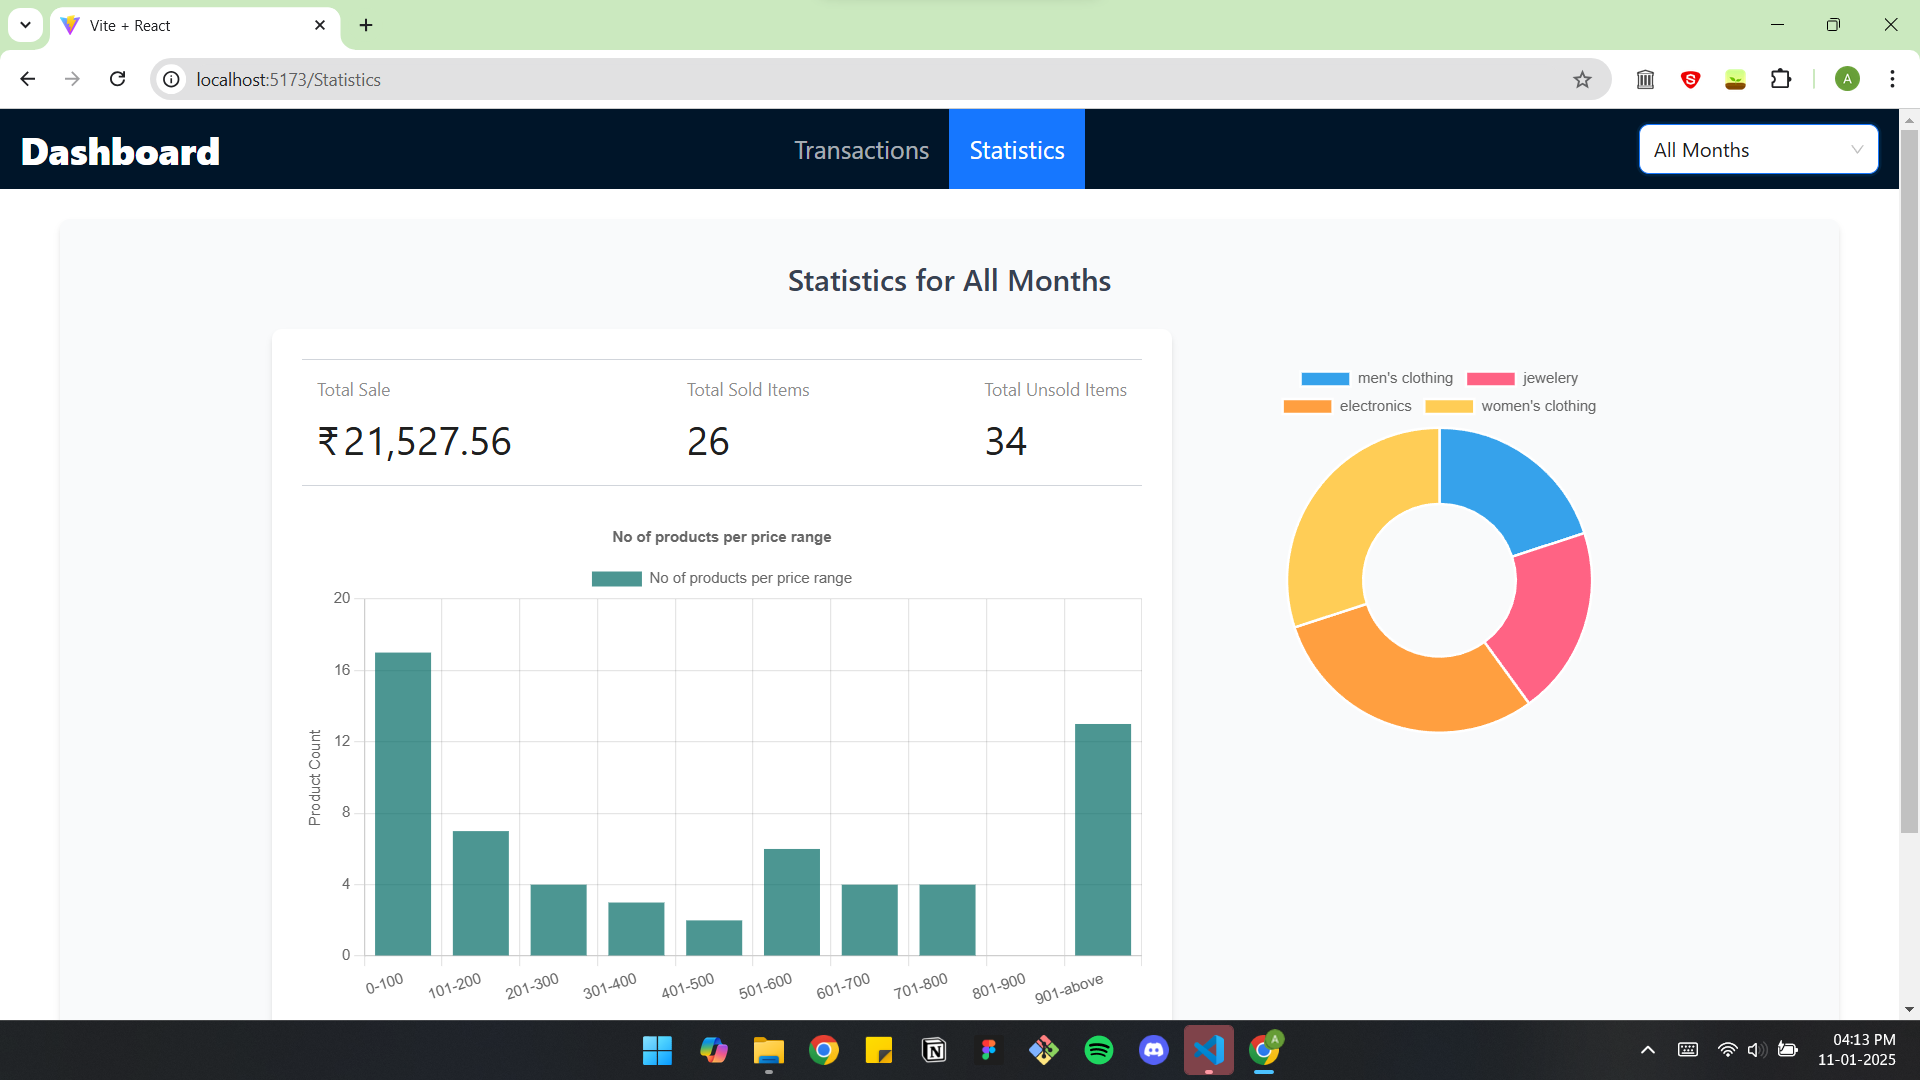 Vite + React
localhost:5173/Statistics
A
Dashboard
Transactions
Statistics
All Months
Statistics for All Months
Total Sale
Total Sold Items
Total Unsold Items
₹21,527.56
26
34
men's clothing
jewelery
electronics
women's clothing
No of products per price range
No of products per price range
Product Count
20
16
12
8
4
0
0-100
101-200
201-300
301-400
401-500
501-600
601-700
701-800
801-900
901-above
A
04:13 PM
11-01-2025